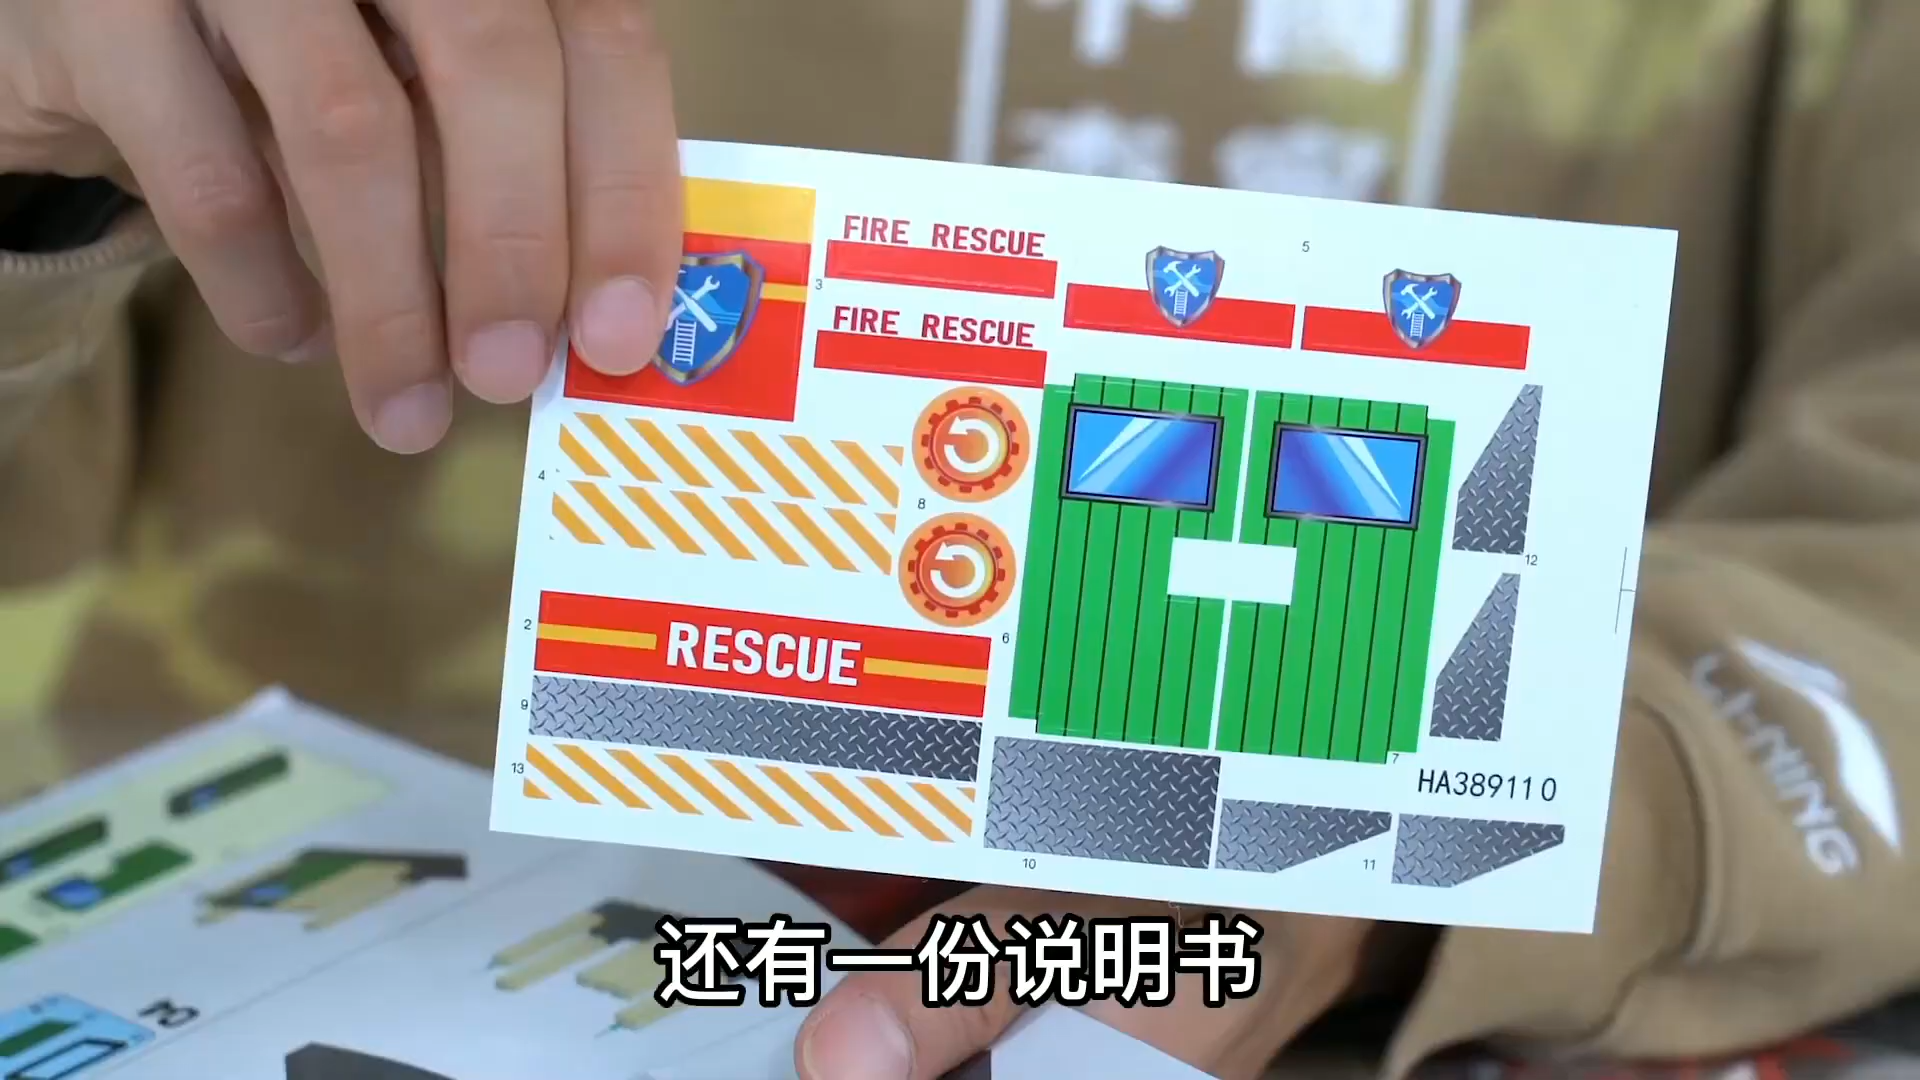 FIRE RESCUE
3
FIRE RESCUE
5
4
8
12
2
RESCUE
6
9
7
13
HA389110
10
11
LI-NING
还有一份说明书